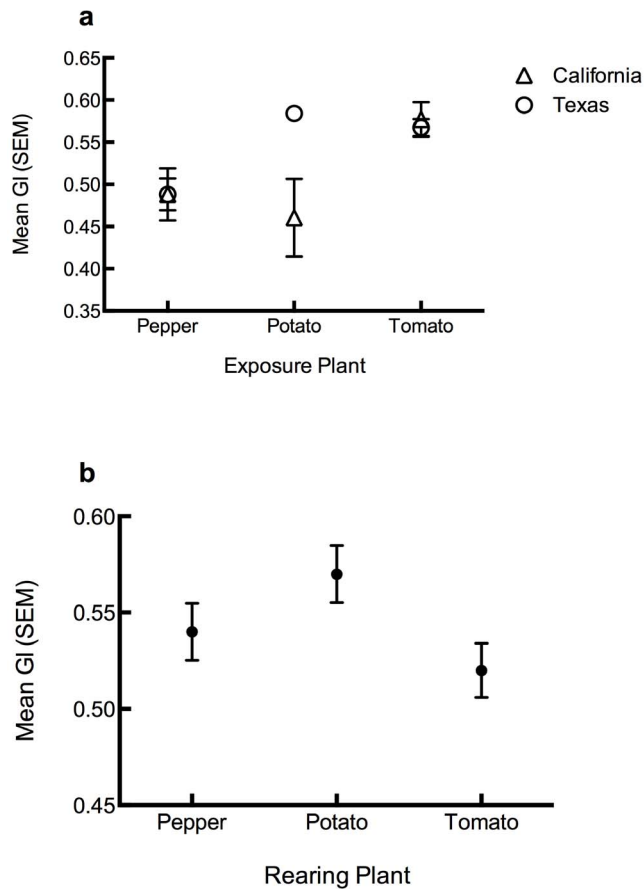 a
0.65
0.60
0.55
0.50
0.45
0.40
0.35
Mean GI (SEM)
Pepper Potato Tomato
Exposure Plant
California
Texas
b
0.60
0.55
0.50
0.45
Mean GI (SEM)
Pepper Potato Tomato
Rearing Plant